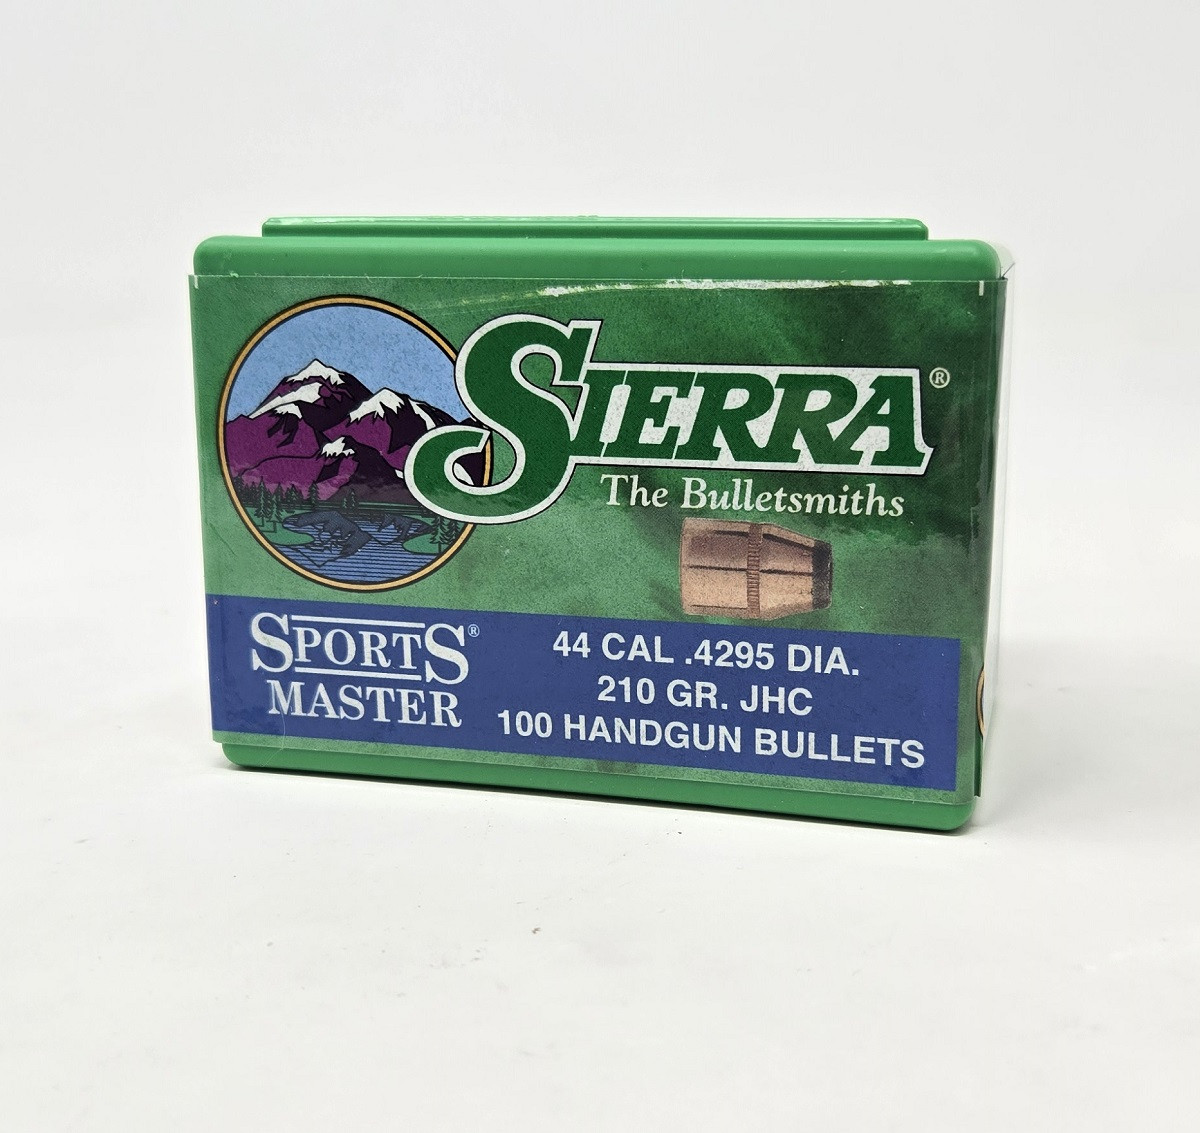 SIERRA®
The Bulletsmiths
SPORTS®
MASTER
44 CAL .4295 DIA.
210 GR. JHC
100 HANDGUN BULLETS